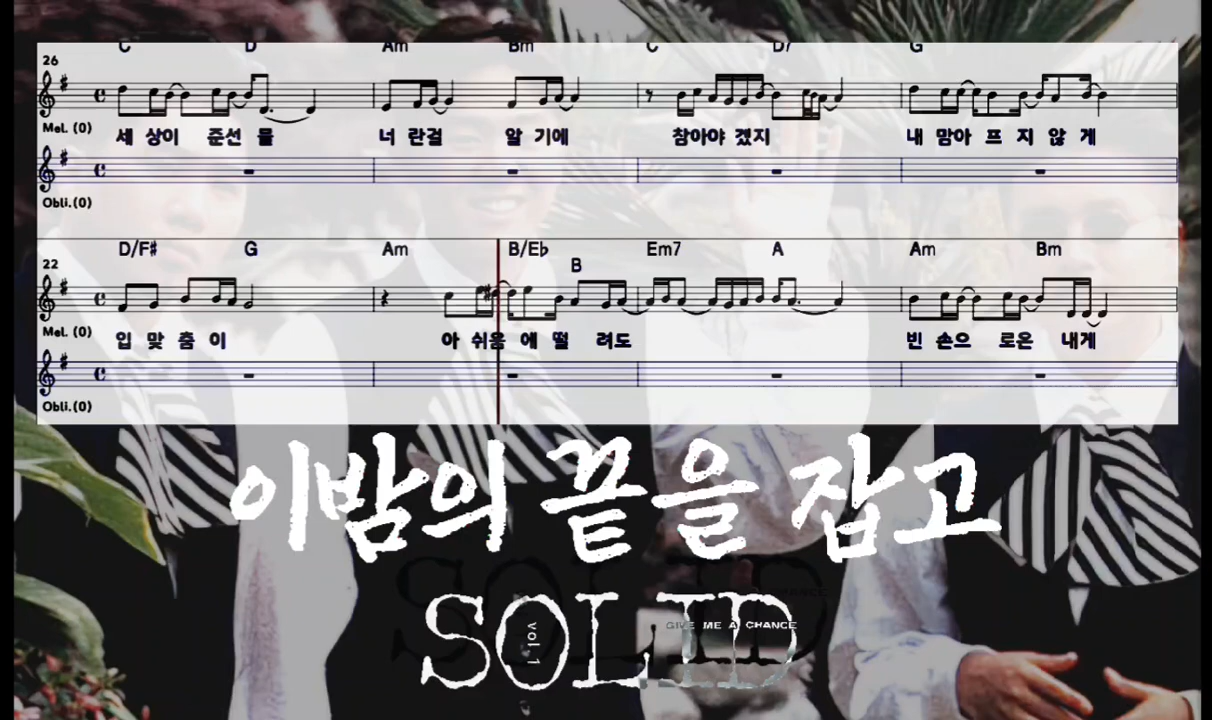 C D Am Bm C D7 G
26
Mel. (0)
세 상이 준선 물 너 란걸 알 기에 참아야 겠지 내 맘아 프 지 않 게
Obli.(0)
D/F# G Am B/Eb B Em7 A Am Bm
22
Mel. (0)
입 맞 춤 이 아 쉬움 에 떨 려도 빈 손으 로온 내게
Obli.(0)
이밤의 끝을 잡고
SOLID
GIVE ME A CHANCE
VOL.1